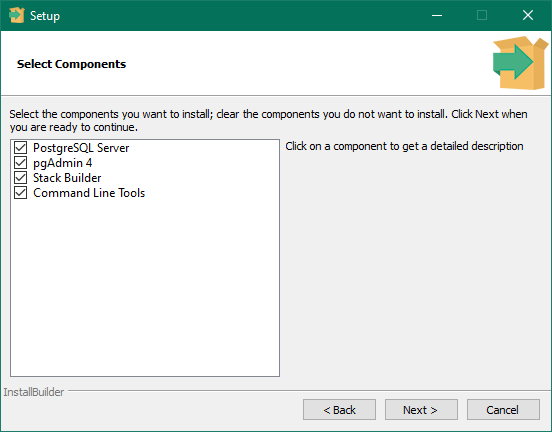 Setup
Select Components
Select the components you want to install; clear the components you do not want to install. Click Next when
you are ready to continue.
PostgreSQL Server
pgAdmin 4
Stack Builder
Command Line Tools
Click on a component to get a detailed description
InstallBuilder
< Back
Next >
Cancel